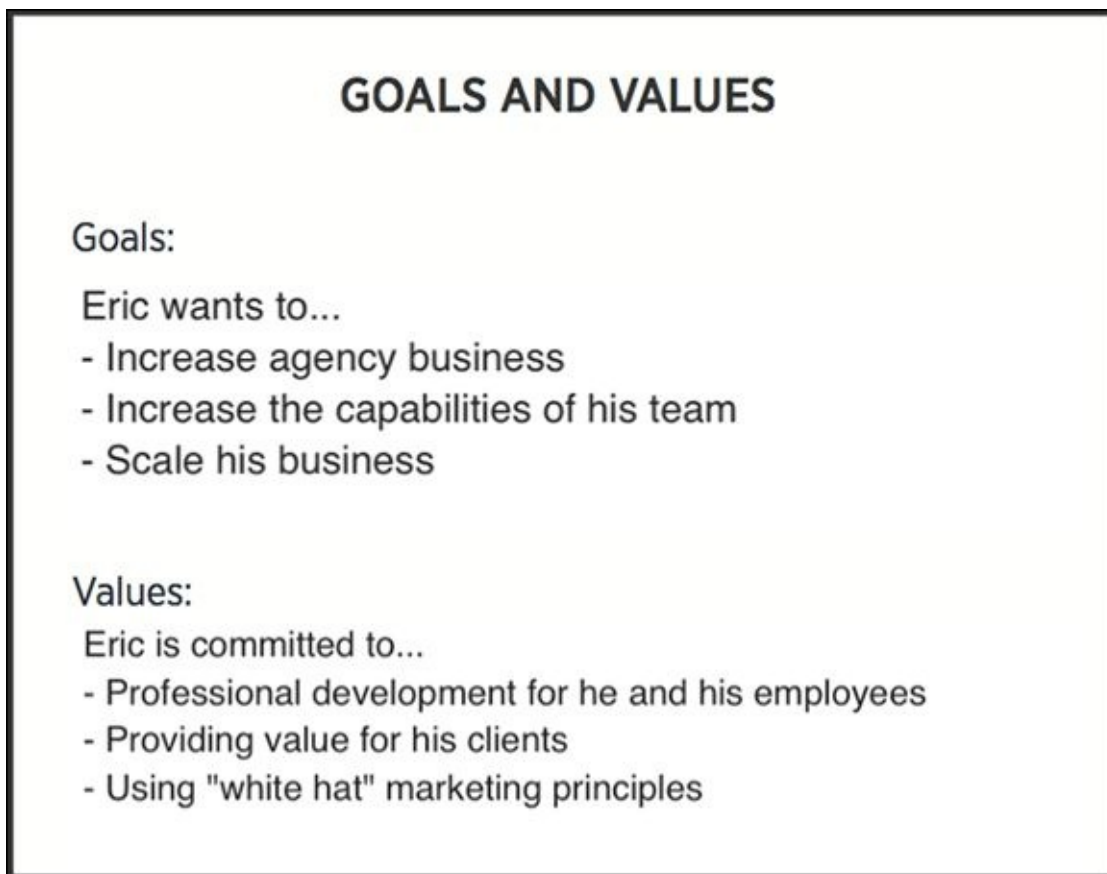 GOALS AND VALUES
Goals:
Eric wants to...
- Increase agency business
- Increase the capabilities of his team
- Scale his business
Values:
Eric is committed to...
- Professional development for he and his employees
- Providing value for his clients
- Using "white hat" marketing principles